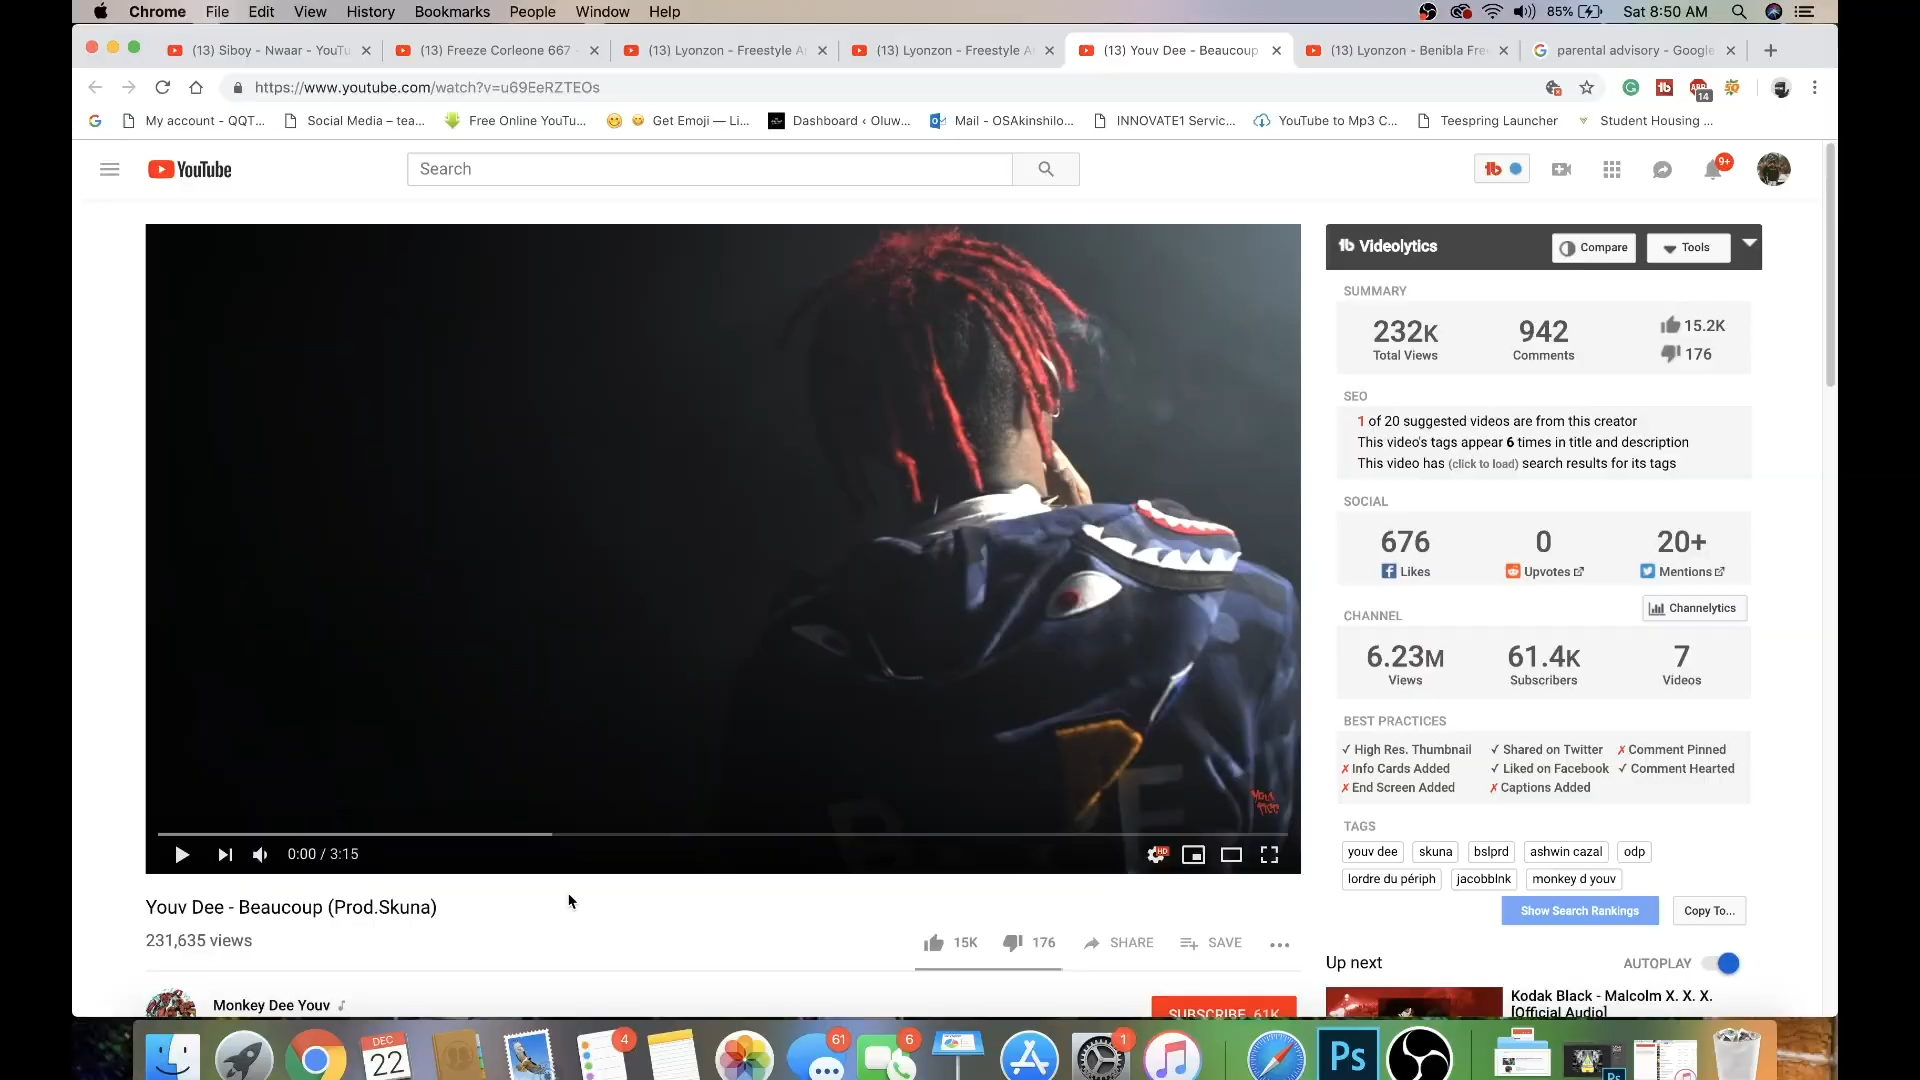 Chrome File Edit View History Bookmarks People Window Help 85% Sat 8:50 AM
(13) Siboy - Nwaar - YouTu (13) Freeze Corleone 667 - (13) Lyonzon - Freestyle A (13) Lyonzon - Freestyle A (13) Youv Dee - Beaucoup (13) Lyonzon - Benibla Fre parental advisory - Google
https://www.youtube.com/watch?v=u69EeRZTEOs 14
My account - QQT... Social Media – tea... Free Online YouTu... Get Emoji — Li... Dashboard ‹ Oluw... Mail - OSAkinshilo... INNOVATE1 Servic... YouTube to Mp3 C... Teespring Launcher Student Housing ...
YouTube Search 9+
Videolytics Compare Tools
SUMMARY
232K 942 15.2K
Total Views Comments 176
SEO
1 of 20 suggested videos are from this creator
This video's tags appear 6 times in title and description
This video has (click to load) search results for its tags
SOCIAL
676 0 20+
Likes Upvotes Mentions
CHANNEL Channelytics
6.23M 61.4K 7
Views Subscribers Videos
BEST PRACTICES
✓ High Res. Thumbnail ✓ Shared on Twitter ✗ Comment Pinned
✗ Info Cards Added ✓ Liked on Facebook ✓ Comment Hearted
✗ End Screen Added ✗ Captions Added
TAGS
youv dee skuna bslprd ashwin cazal odp
lordre du périph jacobblnk monkey d youv
Show Search Rankings Copy To...
0:00 / 3:15 HD
Youv Dee - Beaucoup (Prod.Skuna)
231,635 views
15K 176 SHARE SAVE
Up next AUTOPLAY
Monkey Dee Youv
SUBSCRIBE 61K
Kodak Black - Malcolm X. X. X.
[Official Audio]
DEC
22 4 61 6 1 Ps